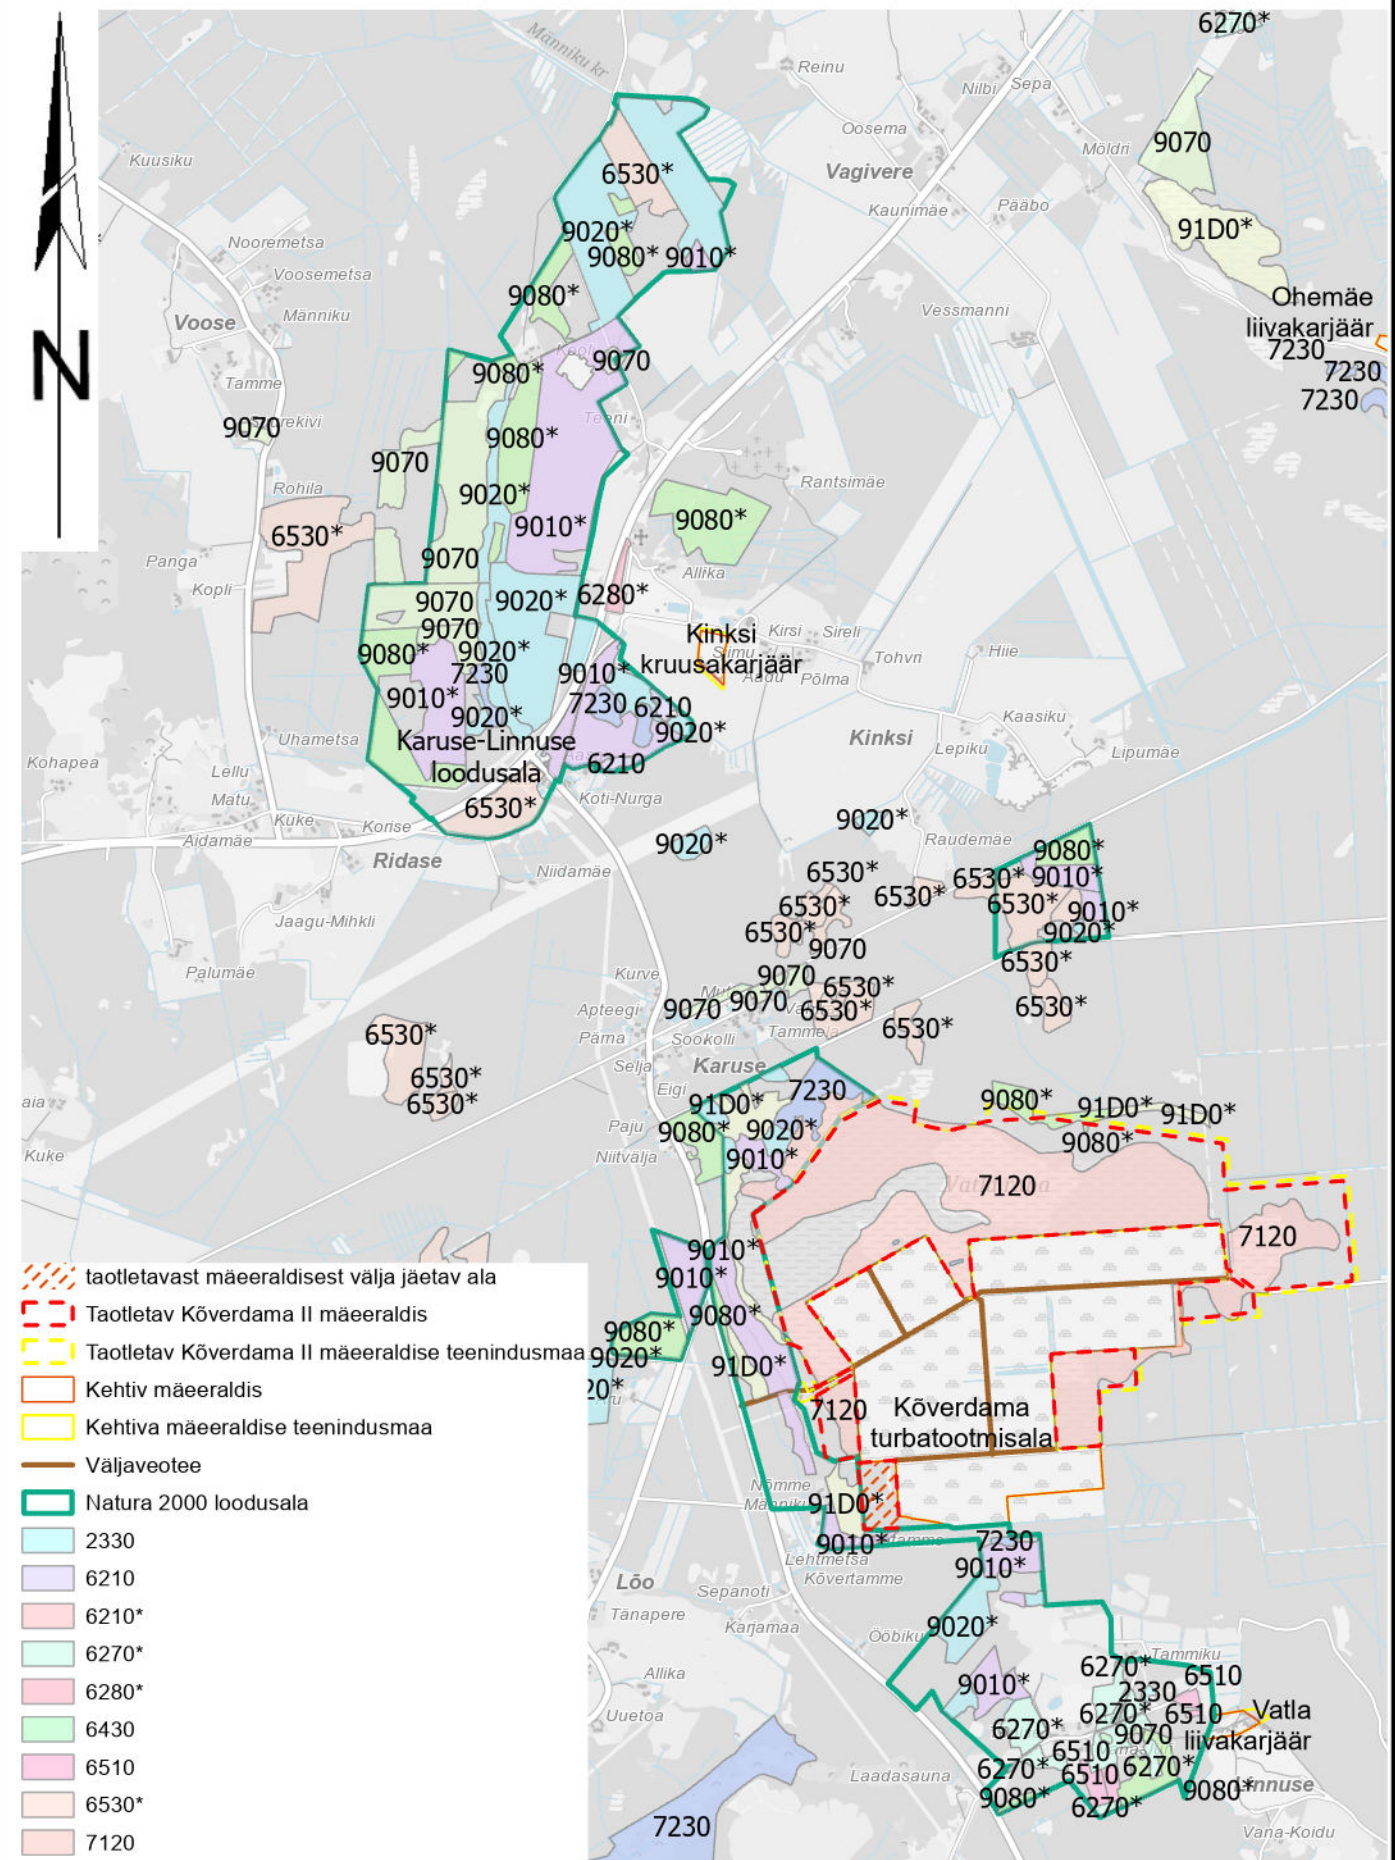 6270*
Männiku kr
Reinu
Nilbi
Sepa
Oosema
Möldri
9070
Kuusiku
Vagivere
6530*
Kaunimäe
Pääbo
91D0*
Nooremetsa
9020*
9080*
9010*
Voosemetsa
9080*
Ohemäe
liivakarjäär
Männiku
Vessmanni
Voose
7230
9070
7230
9080*
Tamme
7230
Teeni
9070
9080*
9070
Rohila
9020*
Rantsimäe
6530*
9010*
9080*
N
Panga
9070
Allika
Kopli
9070
9020*
6280*
9070
Kinksi
kruusakarjäär
Kirsi
Sireli
9080*
9020*
Hiie
Tohvri
7230
9010*
Aadu
Põlma
9010*
7230
6210
9020*
9020*
Kaasiku
Uhametsa
Karuse-Linnuse
loodusala
Kinksi
Lepiku
Lipumäe
Kohapea
6210
Lellu
Matu
6530*
Koti-Nurga
Kuke
Korise
9020*
Aidamäe
9020*
Raudemäe
9080*
Ridase
Niidamäe
6530*
6530*
9010*
6530*
6530*
6530*
9010*
Jaagu-Mihkli
6530*
9020*
9070
6530*
Palumäe
Kurve
9070
6530*
Apteegi
9070
9070
6530*
6530*
6530*
6530*
Pärna
Sookolli
Tammela
Selja
Karuse
6530*
Eigi
7230
9080*
aia
6530*
91D0*
91D0*
91D0*
Paju
9080*
9020*
9080*
Kuke
Niitvälja
9010*
7120
7120
9010*
9010*
taotletavast mäeeraldisest välja jäetav ala
Taotletav Kõverdama II mäeeraldis
9080*
9080*
Taotletav Kõverdama II mäeeraldise teenindusmaa
9020*
91D0*
Kehtiv mäeeraldis
20*
7120
Kõverdama
turbatootmisala
Kehtiva mäeeraldise teenindusmaa
Väljaveotee
Nõmme
Männiku
91D0*
Natura 2000 loodusala
9010*
7230
2330
Lehtmetsa
9010*
Kõvertamme
6210
Lõo
Sepanoti
6210*
Tänapere
Karjamaa
Ööbiku
9020*
6270*
Tammiku
6270*
6510
Allika
9010*
2330
6280*
Uuetoa
6270*
6510
Vatla
liivakarjäär
6430
6270*
9070
6510
6510
6270*
6510
6270*
Laadasauna
9080*
9080*
Linnuse
6530*
6270*
7230
Vana-Koidu
7120